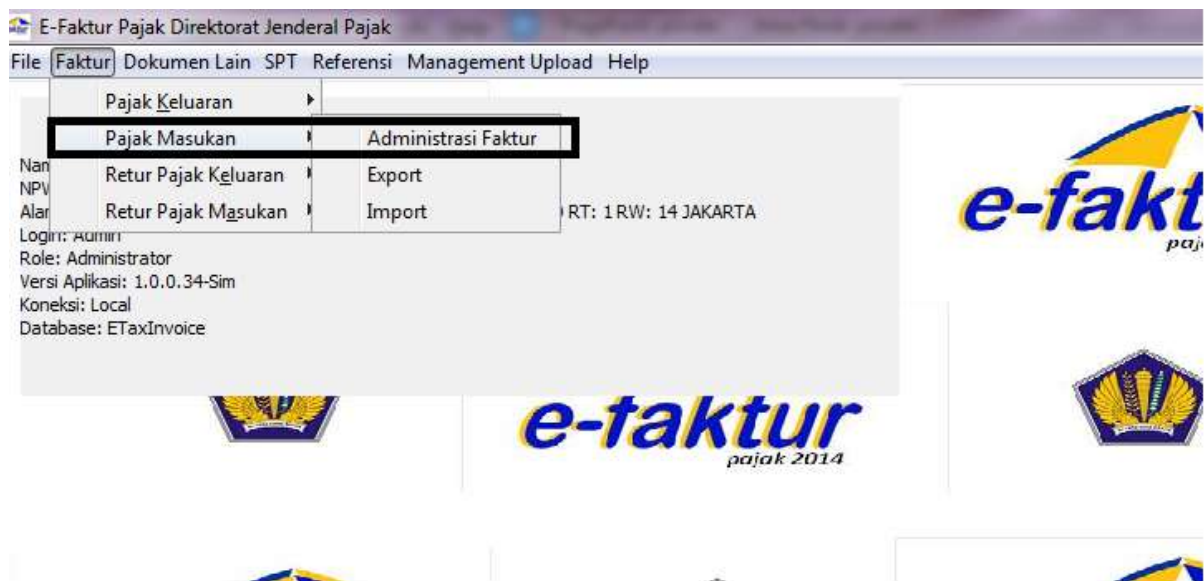 E-Faktur Pajak Direktorat Jenderal Pajak
File Faktur Dokumen Lain SPT Referensi Management Upload Help
Pajak Keluaran
Pajak Masukan Administrasi Faktur
Retur Pajak Keluaran Export
Retur Pajak Masukan Import
RT: 1 RW: 14 JAKARTA
Login: Admin
Role: Administrator
Versi Aplikasi: 1.0.0.34-Sim
Koneksi: Local
Database: ETaxInvoice
e-faktur
pajak 2014